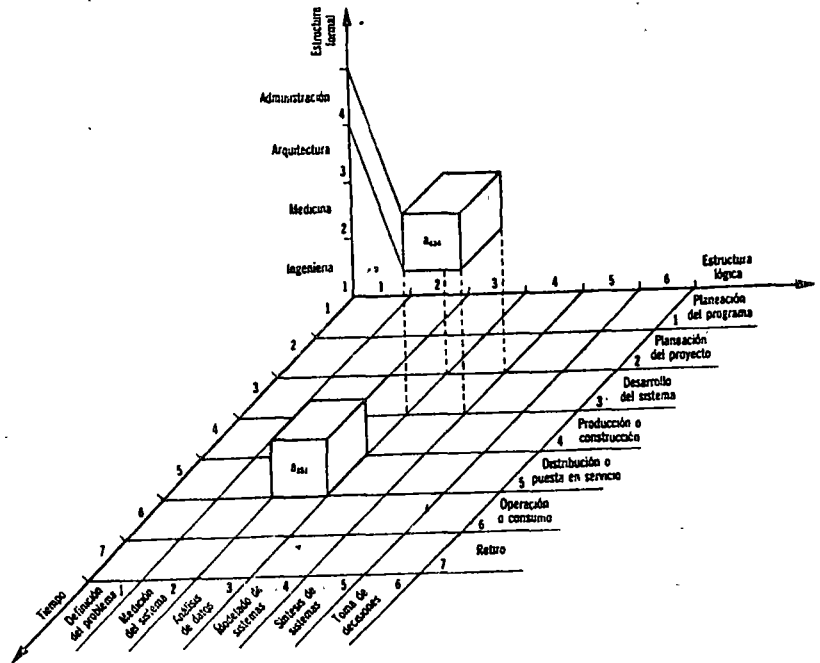 Estructura
formal
Administración
4
Arquitectura
3
Medicina
2
Ingeniería
1
1
2
3
4
5
6
Estructura
lógica
1
2
3
4
5
6
7
Planeación
del programa
1
Planeación
del proyecto
2
Desarrollo
del sistema
3
Producción o
construcción
4
Distribución o
puesta en servicio
5
Operación
o consumo
6
Retiro
7
Tiempo
Definición
del problema 1
Medición
del sistema 2
Análisis
de datos 3
Modelado de
sistemas 4
Síntesis de
sistemas 5
Toma de
decisiones 6